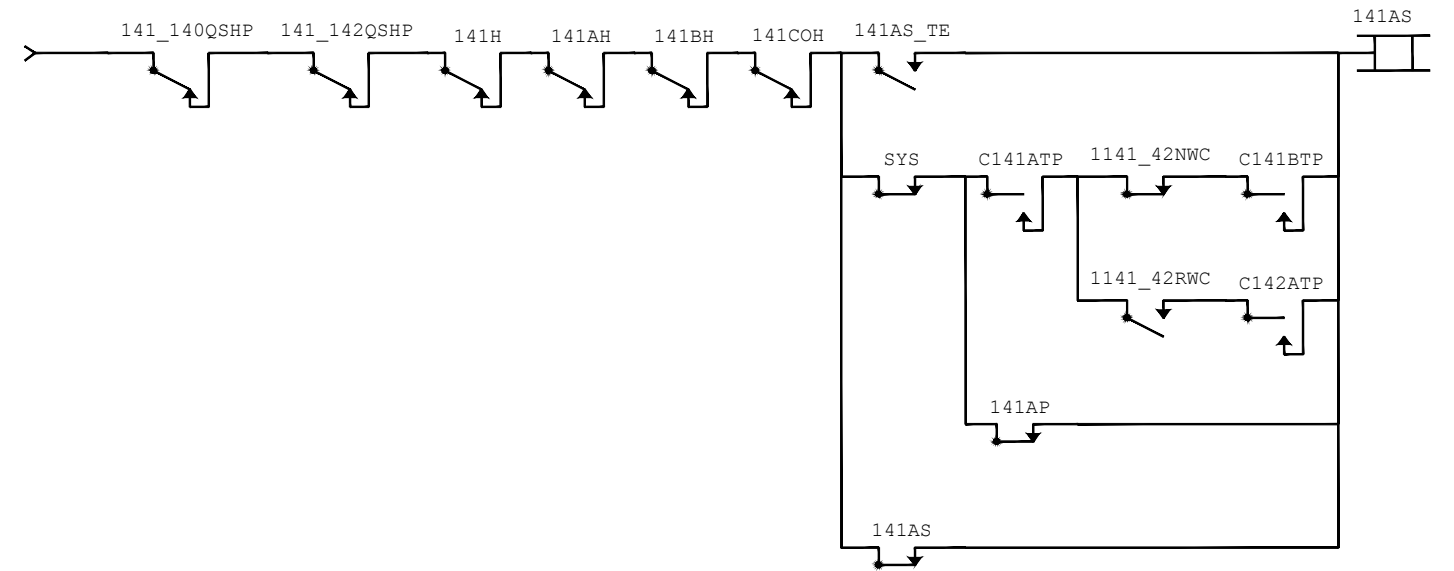 141AS
141_140QSHP 141_142QSHP 141H 141AH 141BH 141COH 141AS_TE
SYS C141ATP 1141_42NWC C141BTP
1141_42RWC C142ATP
141AP
141AS